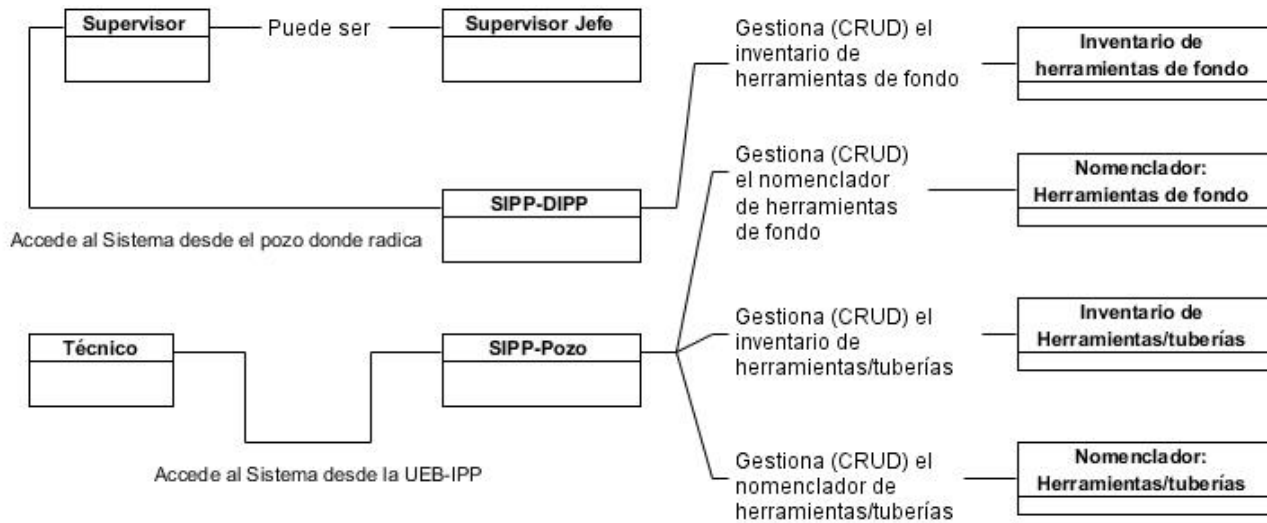 Supervisor
Puede ser
Supervisor Jefe
Gestiona (CRUD) el
inventario de
herramientas de fondo
Inventario de
herramientas de fondo
Gestiona (CRUD)
el nomenclador
de herramientas
de fondo
Nomenclador:
Herramientas de fondo
SIPP-DIPP
Accede al Sistema desde el pozo donde radica
Técnico
SIPP-Pozo
Gestiona (CRUD) el
inventario de
herramientas/tuberías
Inventario de
Herramientas/tuberías
Accede al Sistema desde la UEB-IPP
Gestiona (CRUD) el
nomenclador de
herramientas/tuberías
Nomenclador:
Herramientas/tuberías